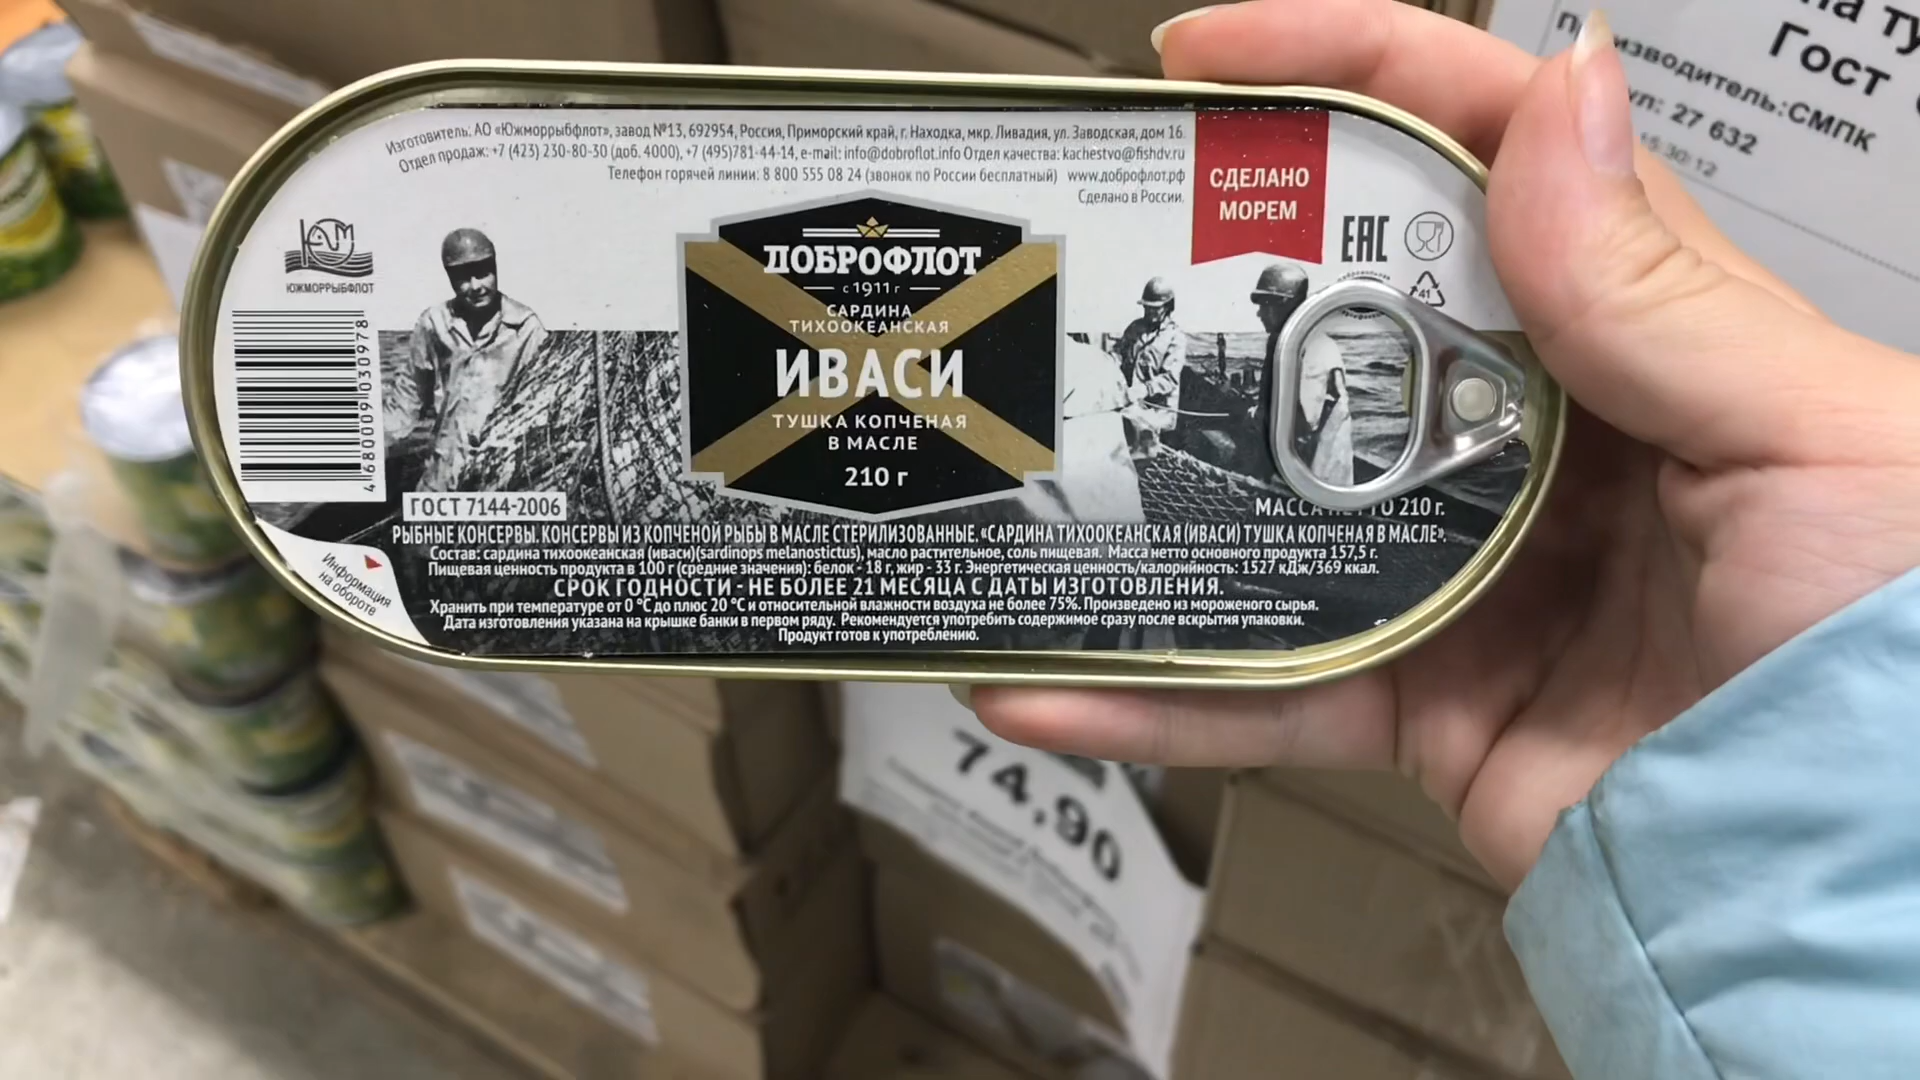 Изготовитель: АО «Южморрыбфлот», завод №13, 692954, Россия, Приморский край, г. Находка, мкр. Ливадия, ул. Заводская, дом 16.
Отдел продаж: +7 (423) 230-80-30 (доб. 4000), +7 (495)781-44-14, e-mail: info@dobroflot.info Отдел качества: kachestvo@fishdv.ru
Телефон горячей линии: 8 800 555 08 24 (звонок по России бесплатный) www.доброфлот.рф
Сделано в России.
СДЕЛАНО
МОРЕМ
EAC
41
ЮЖМОРРЫБФЛОТ
4 680009 030978
ДОБРОФЛОТ
с 1911 г
САРДИНА
ТИХООКЕАНСКАЯ
ИВАСИ
ТУШКА КОПЧЕНАЯ
В МАСЛЕ
210 г
ГОСТ 7144-2006
МАССА 210 г.
РЫБНЫЕ КОНСЕРВЫ. КОНСЕРВЫ ИЗ КОПЧЕНОЙ РЫБЫ В МАСЛЕ СТЕРИЛИЗОВАННЫЕ. «САРДИНА ТИХООКЕАНСКАЯ (ИВАСИ) ТУШКА КОПЧЕНАЯ В МАСЛЕ».
Состав: сардина тихоокеанская (иваси)(sardinops melanostictus), масло растительное, соль пищевая. Масса нетто основного продукта 157,5 г.
Пищевая ценность продукта в 100 г (средние значения): белок - 18 г, жир - 33 г. Энергетическая ценность/калорийность: 1527 кДж/369 ккал.
СРОК ГОДНОСТИ - НЕ БОЛЕЕ 21 МЕСЯЦА С ДАТЫ ИЗГОТОВЛЕНИЯ.
Хранить при температуре от 0 °С до плюс 20 °С и относительной влажности воздуха не более 75%. Произведено из мороженого сырья.
Дата изготовления указана на крышке банки в первом ряду. Рекомендуется употребить содержимое сразу после вскрытия упаковки.
Продукт готов к употреблению.
Информация
на обороте
Гост
Производитель:СМПК
27 632
15:30:12
74,90